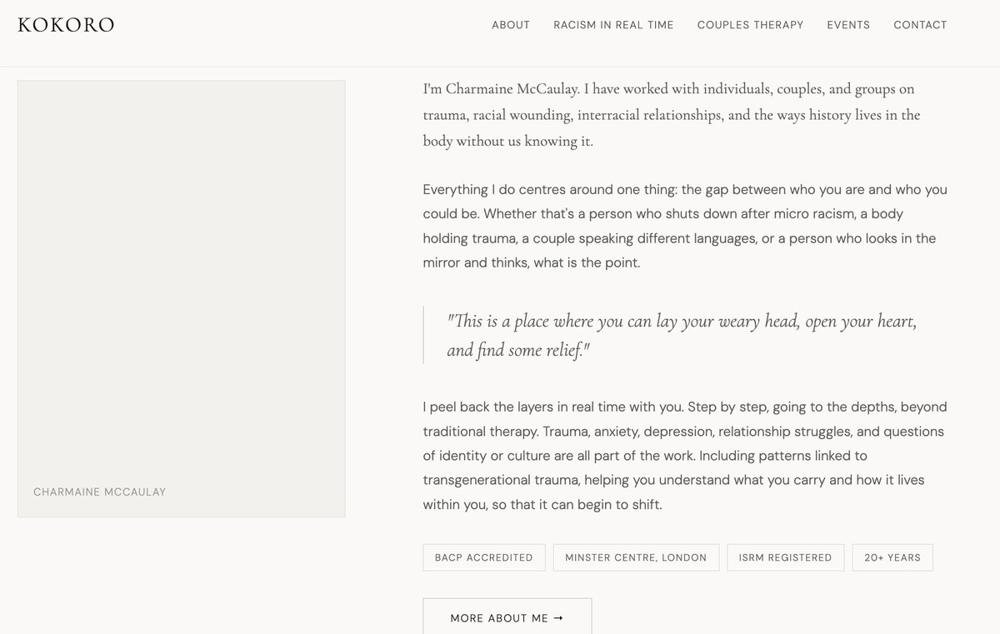 KOKORO
ABOUT RACISM IN REAL TIME COUPLES THERAPY EVENTS CONTACT
I'm Charmaine McCaulay. I have worked with individuals, couples, and groups on
trauma, racial wounding, interracial relationships, and the ways history lives in the
body without us knowing it.
Everything I do centres around one thing: the gap between who you are and who you
could be. Whether that's a person who shuts down after micro racism, a body
holding trauma, a couple speaking different languages, or a person who looks in the
mirror and thinks, what is the point.
"This is a place where you can lay your weary head, open your heart,
and find some relief."
I peel back the layers in real time with you. Step by step, going to the depths, beyond
traditional therapy. Trauma, anxiety, depression, relationship struggles, and questions
of identity or culture are all part of the work. Including patterns linked to
transgenerational trauma, helping you understand what you carry and how it lives
within you, so that it can begin to shift.
CHARMAINE MCCAULAY
BACP ACCREDITED MINSTER CENTRE, LONDON ISRM REGISTERED 20+ YEARS
MORE ABOUT ME →